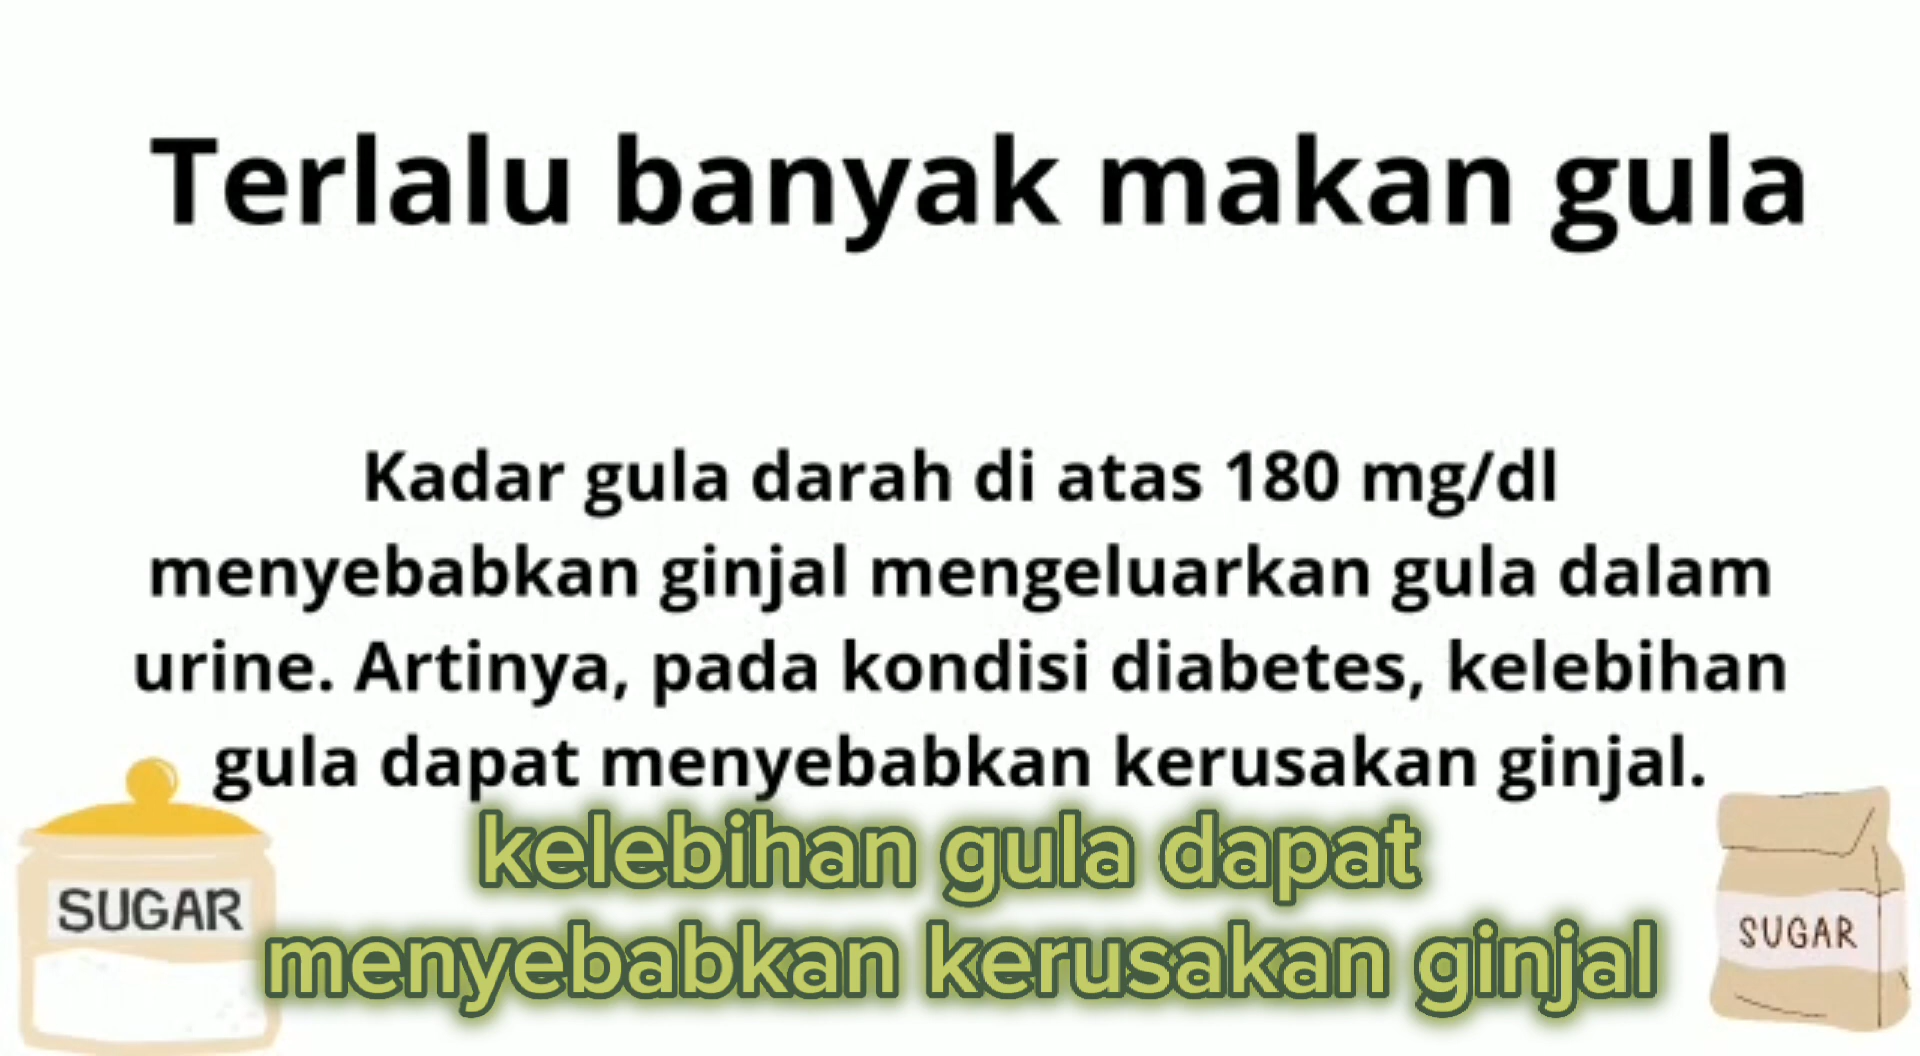 Terlalu banyak makan gula
Kadar gula darah di atas 180 mg/dl
menyebabkan ginjal mengeluarkan gula dalam
urine. Artinya, pada kondisi diabetes, kelebihan
gula dapat menyebabkan kerusakan ginjal.
kelebihan gula dapat
menyebabkan kerusakan ginjal
SUGAR
SUGAR